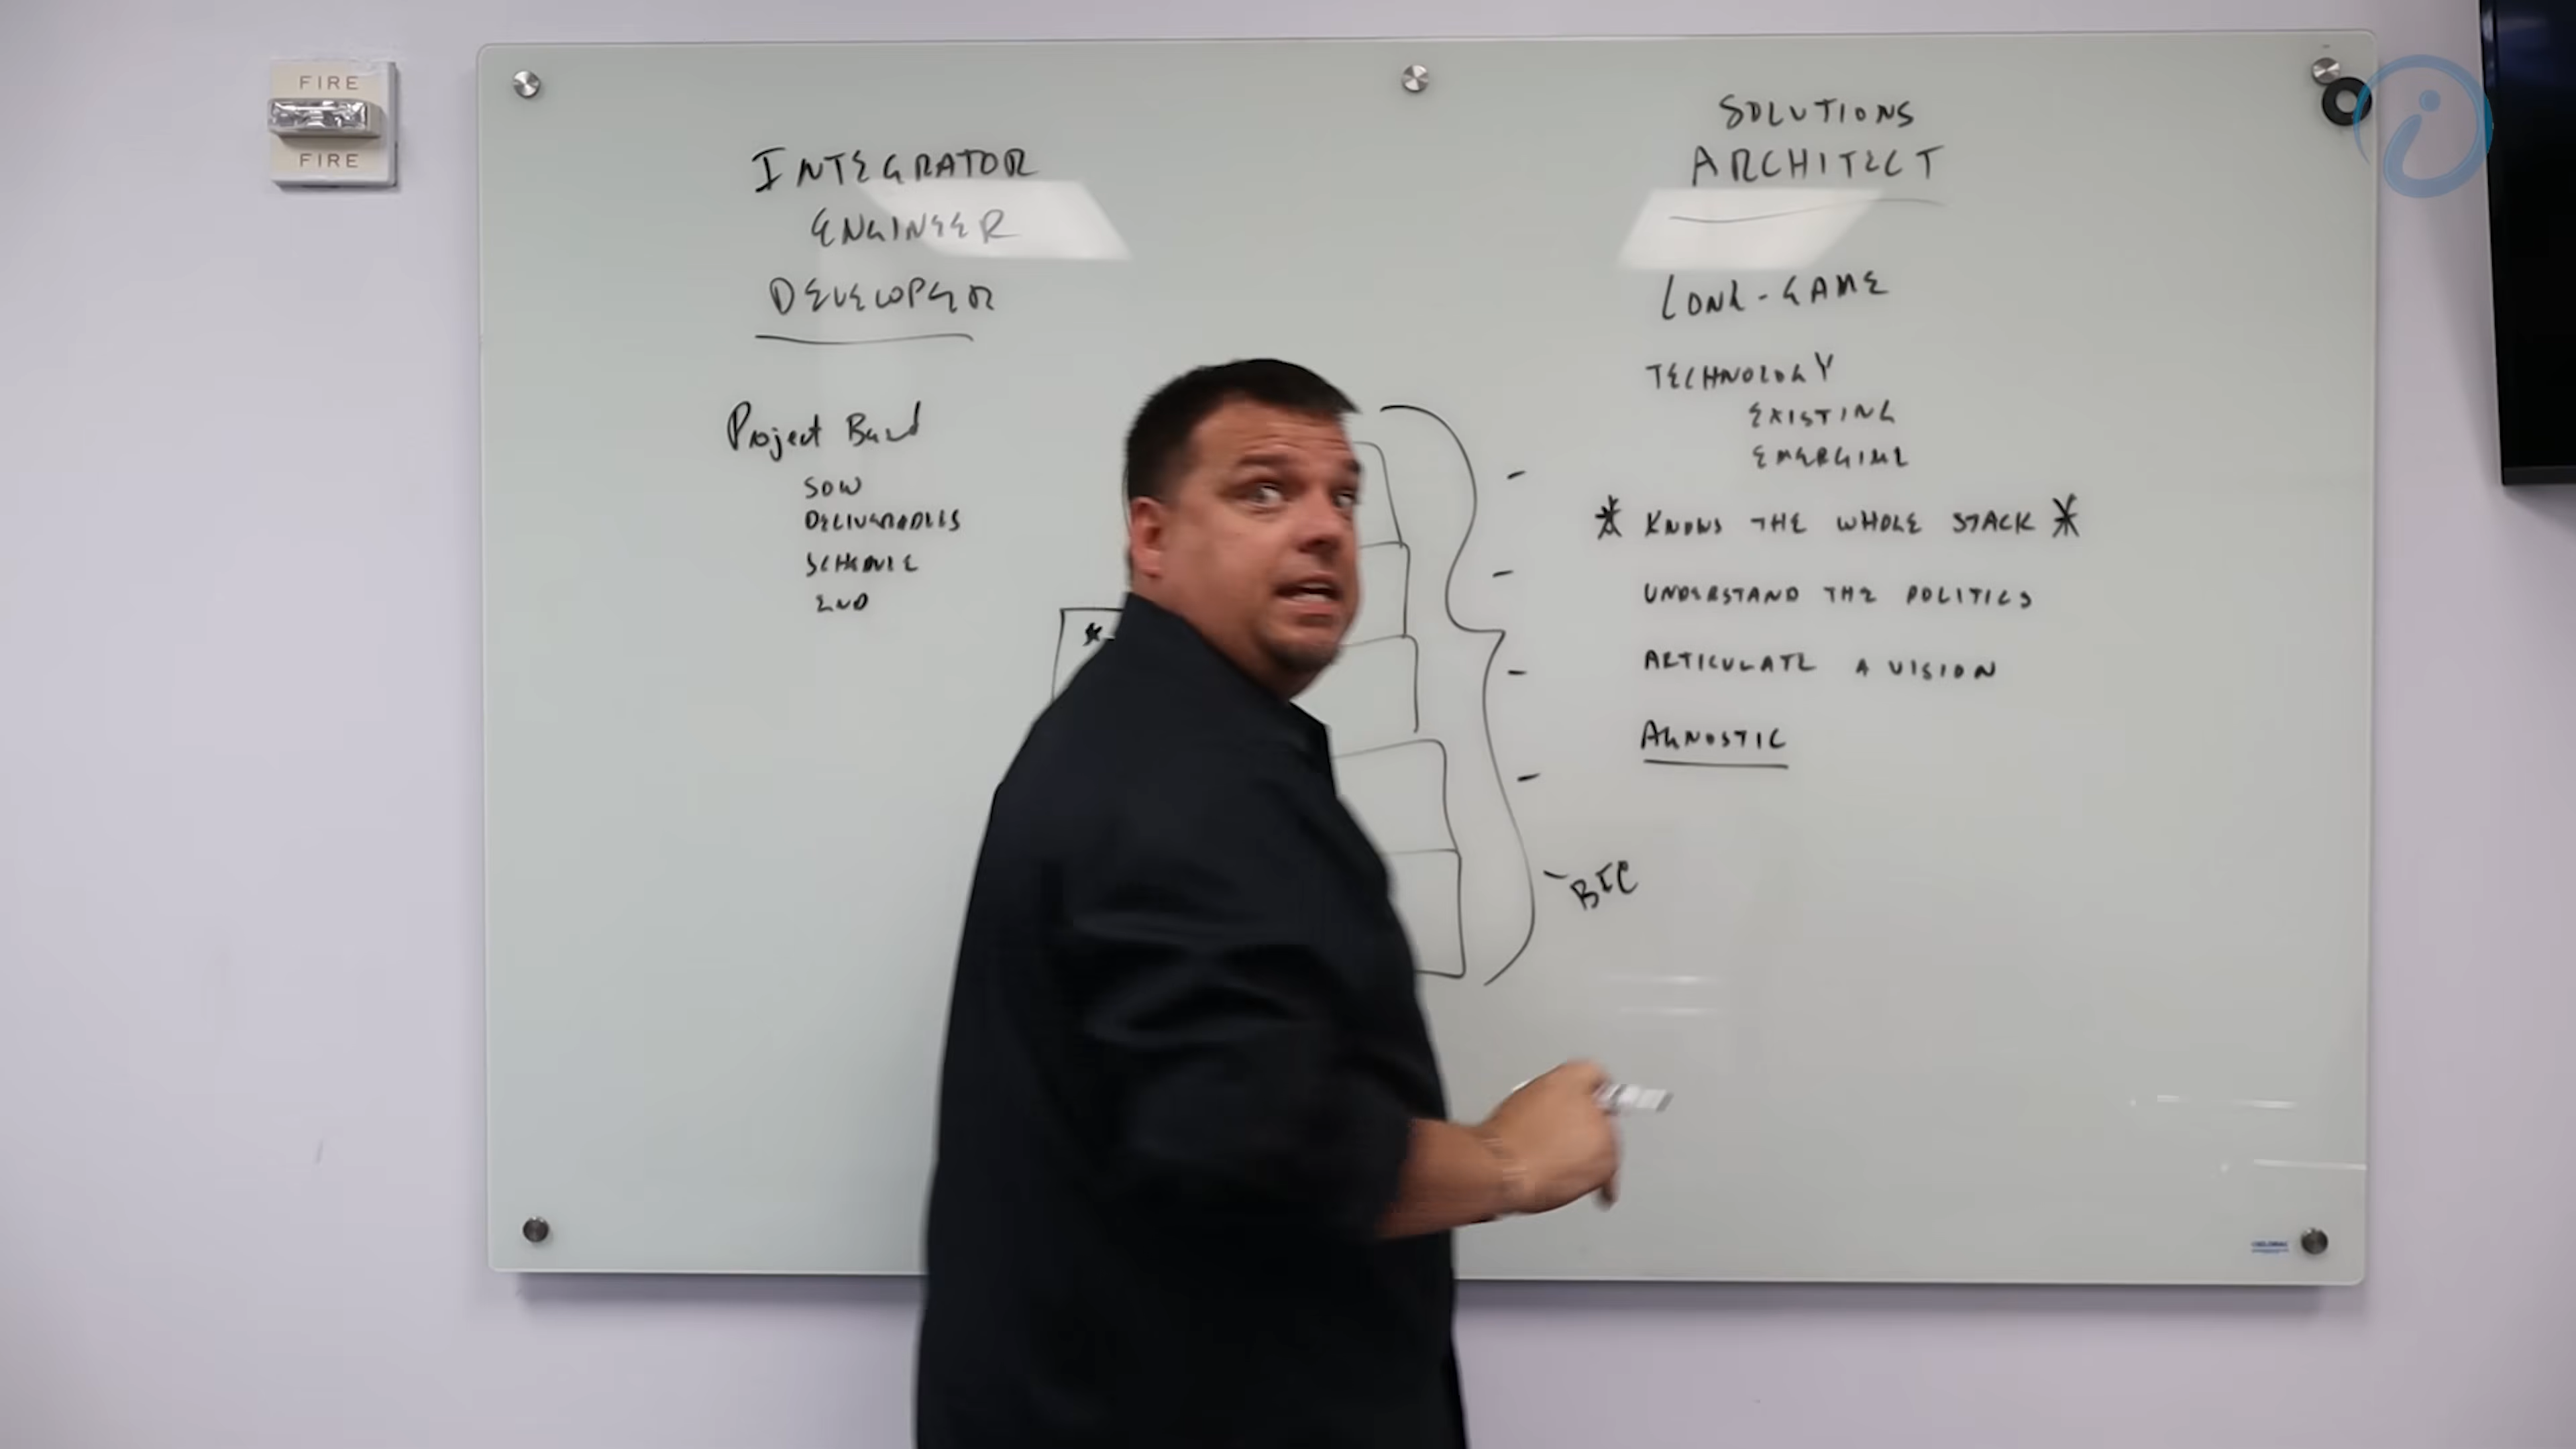 FIRE
FIRE
INTEGRATOR
ENGINEER
DEVELOPER
Project Based
SOW
DELIVERABLES
SCHEDULE
END
SOLUTIONS
ARCHITECT
LONG-GAME
TECHNOLOGY
EXISTING
EMERGING
* KNOWS THE WHOLE STACK *
UNDERSTAND THE POLITICS
ARTICULATE A VISION
AGNOSTIC
- BIC
i